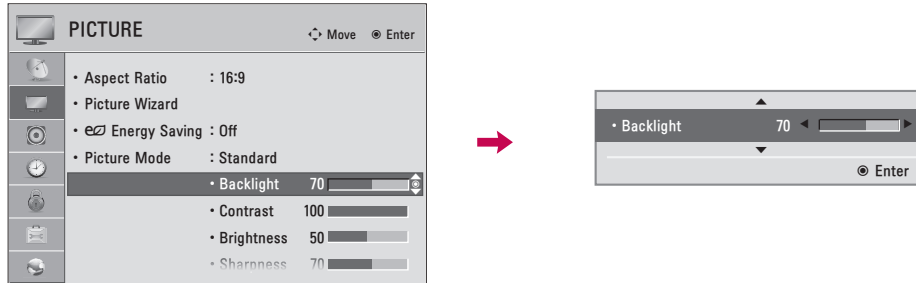 PICTURE
Move Enter
• Aspect Ratio : 16:9
• Picture Wizard
• Energy Saving : Off
• Picture Mode : Standard
• Backlight 70
• Contrast 100
• Brightness 50
• Sharpness 70
• Backlight 70
Enter